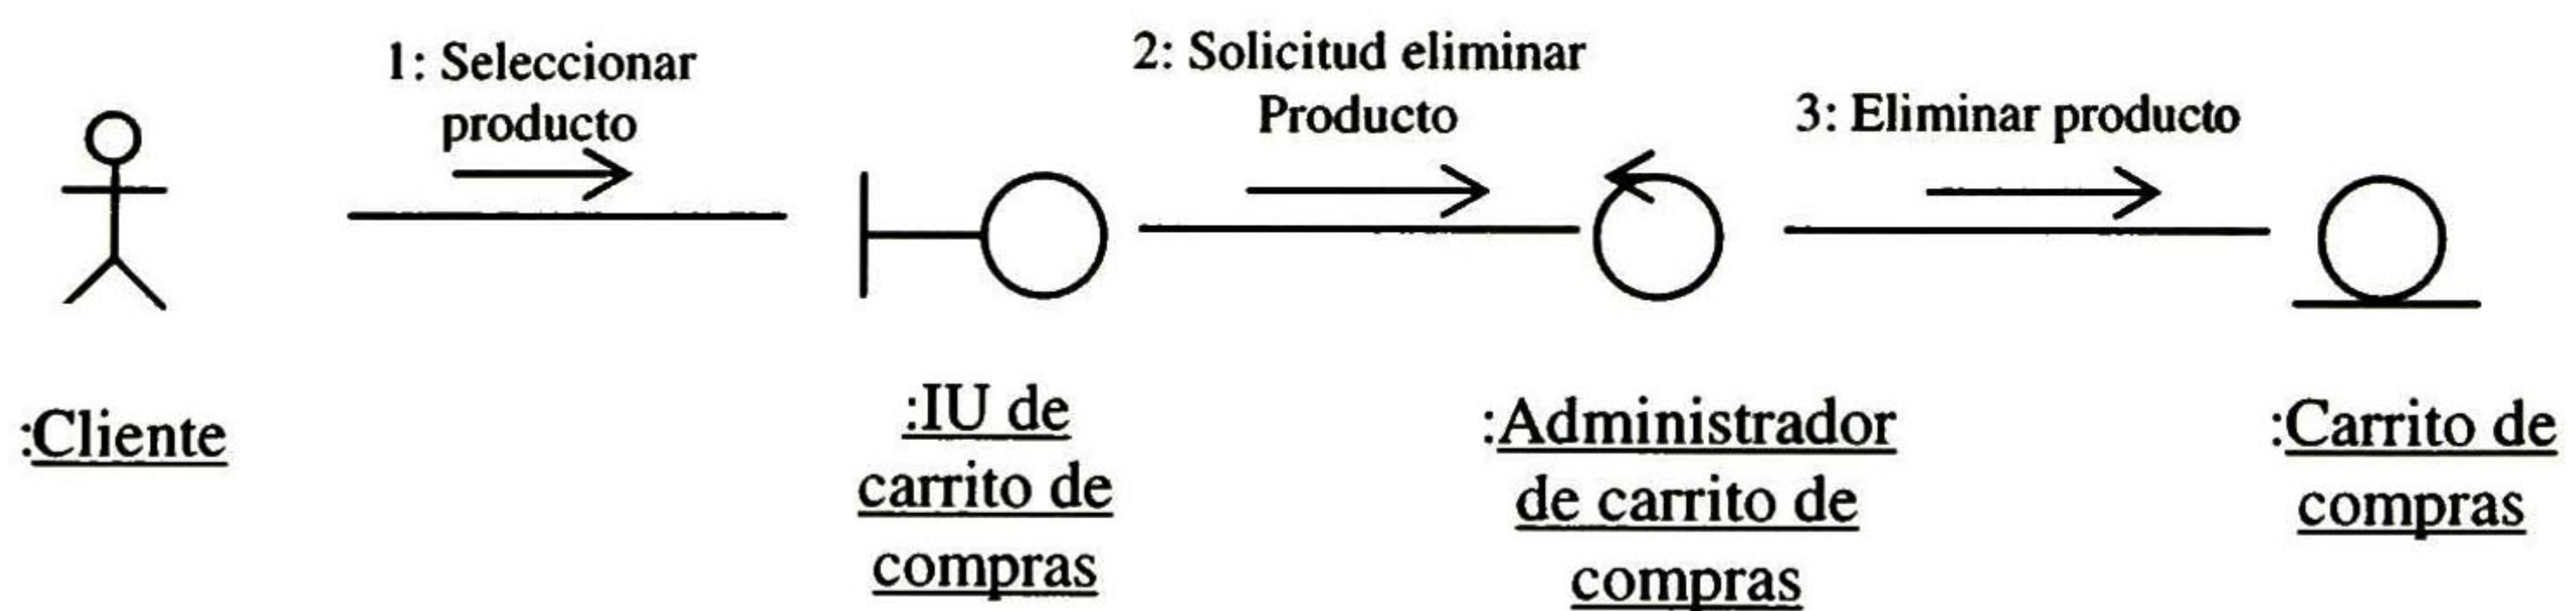 1: Seleccionar
producto
2: Solicitud eliminar
Producto
3: Eliminar producto
:Cliente
:IU de
carrito de
compras
:Administrador
de carrito de
compras
:Carrito de
compras